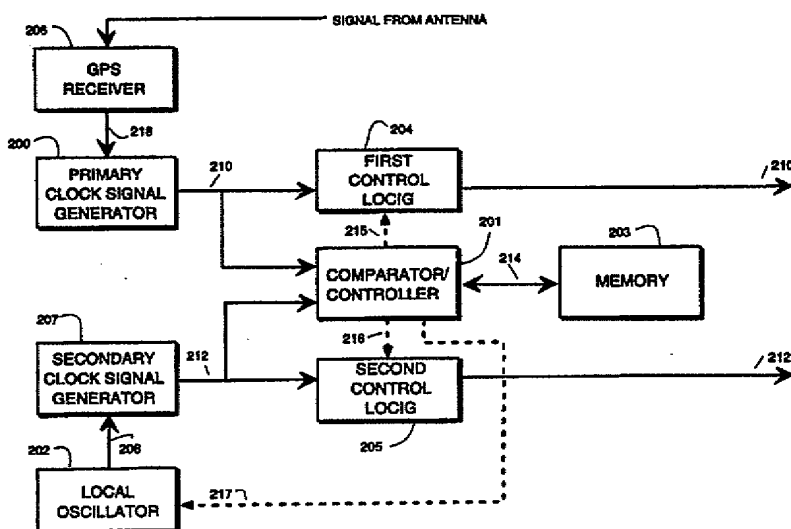 SIGNAL FROM ANTENNA
206
GPS
RECEIVER
218
200
PRIMARY
CLOCK SIGNAL
GENERATOR
210
204
FIRST
CONTROL
LOCIG
210
215
201
COMPARATOR/
CONTROLLER
214
203
MEMORY
216
207
SECONDARY
CLOCK SIGNAL
GENERATOR
212
SECOND
CONTROL
LOCIG
205
212
208
202
LOCAL
OSCILLATOR
217